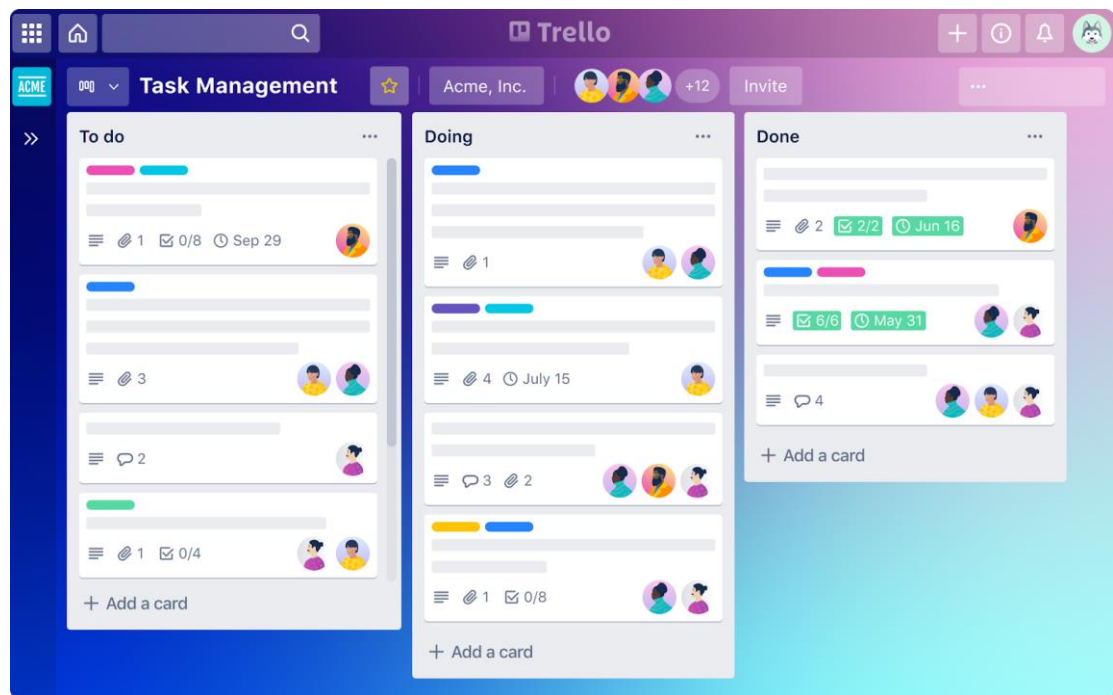 Trello
ACME
Task Management
Acme, Inc.
+12
Invite
To do
1 0/8 Sep 29
3
2
1 0/4
+ Add a card
Doing
1
4 July 15
3 2
1 0/8
+ Add a card
Done
2 2/2 Jun 16
6/6 May 31
4
+ Add a card